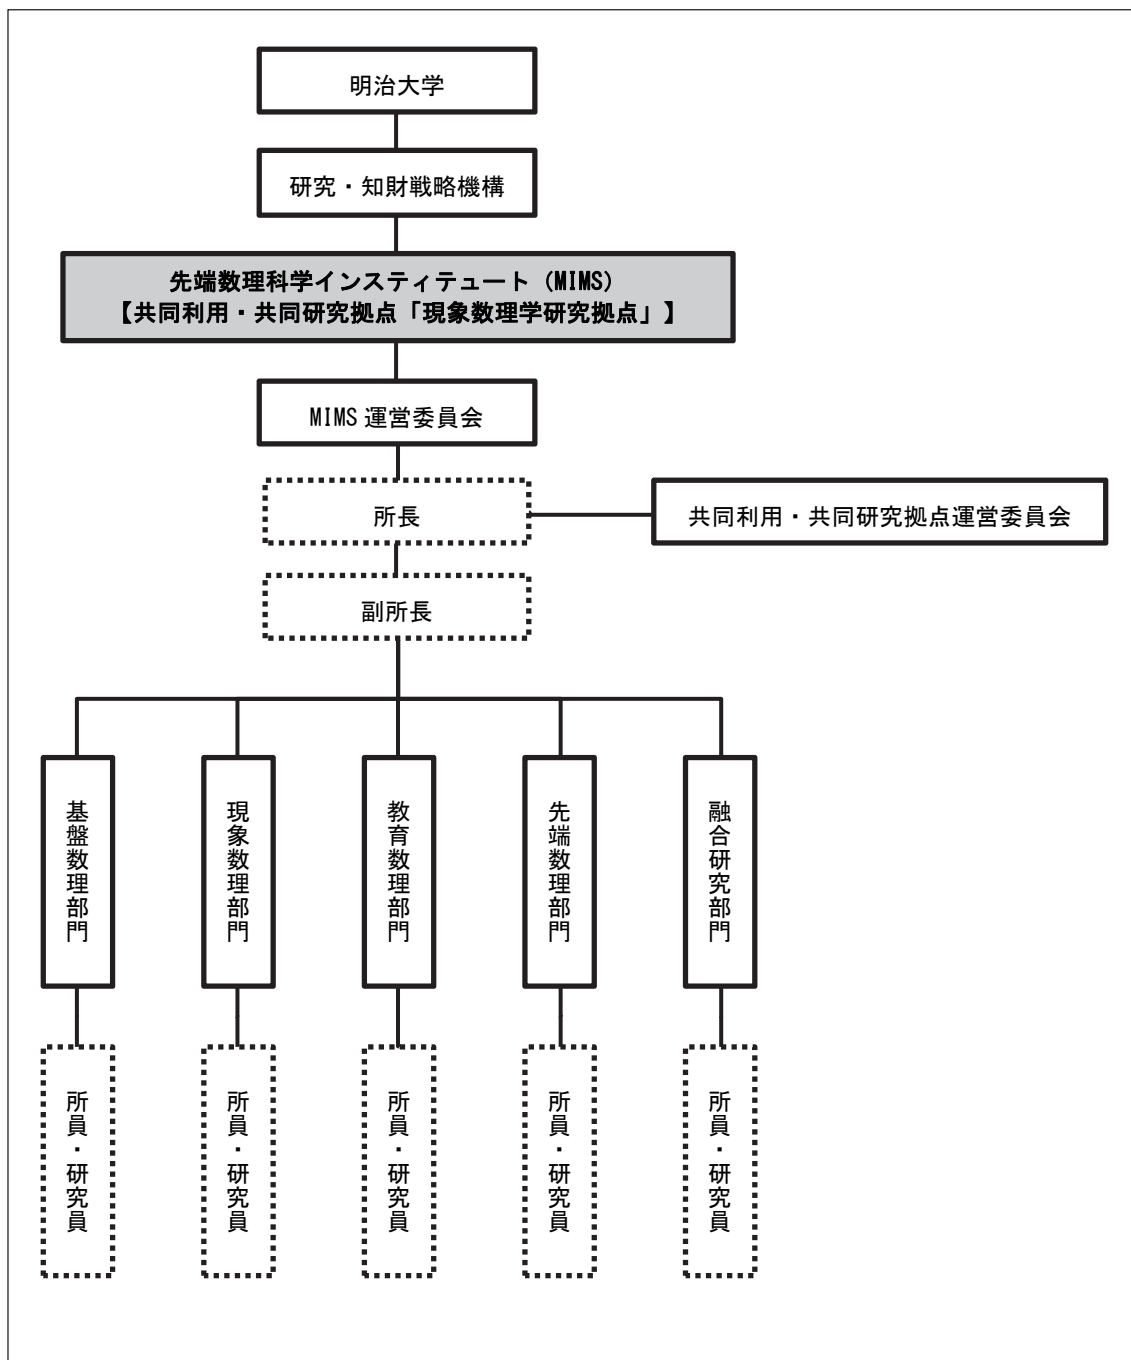 明治大学
研究・知財戦略機構
先端数理科学インスティテュート（MIMS）
【共同利用・共同研究拠点「現象数理学研究拠点」】
MIMS 運営委員会
所長
共同利用・共同研究拠点運営委員会
副所長
基盤数理部門
現象数理部門
教育数理部門
先端数理部門
融合研究部門
所員・研究員
所員・研究員
所員・研究員
所員・研究員
所員・研究員